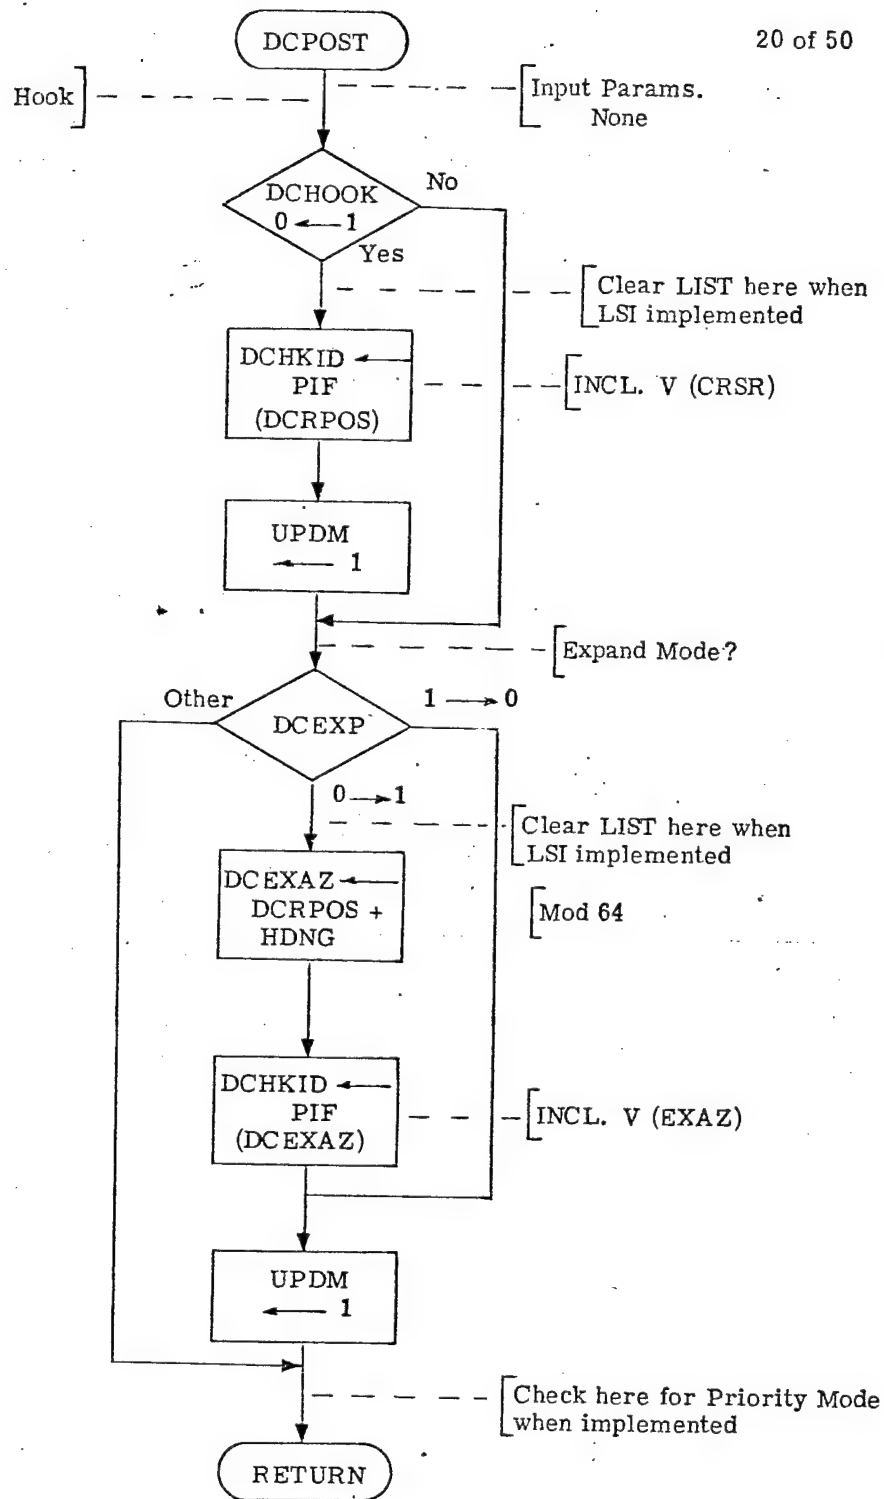 DCPOST
20 of 50
Hook
Input Params.
None
DCHOOK
0 ← 1
No
Yes
Clear LIST here when
LSI implemented
DCHKID ←
PIF
(DCRPOS)
INCL. V (CRSR)
UPDM
← 1
Expand Mode?
Other
1 → 0
DCEXP
0 → 1
Clear LIST here when
LSI implemented
DCEXAZ ←
DCRPOS +
HDNG
Mod 64
DCHKID ←
PIF
(DCEXAZ)
INCL. V (EXAZ)
UPDM
← 1
Check here for Priority Mode
when implemented
RETURN